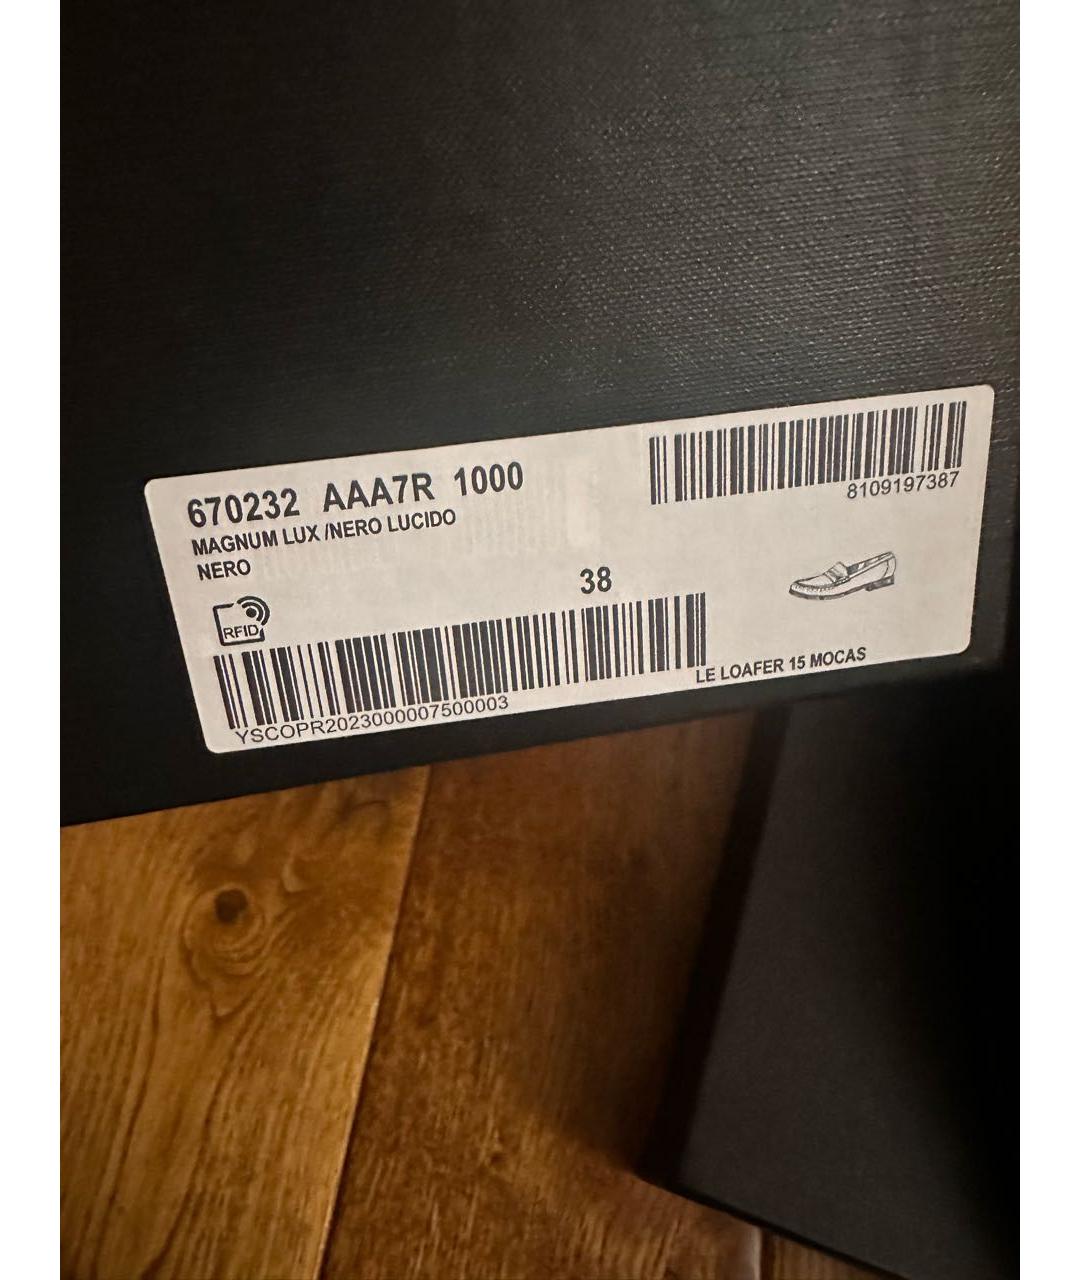 670232 AAA7R 1000
8109197387
MAGNUM LUX /NERO LUCIDO
NERO
38
RFID
LE LOAFER 15 MOCAS
YSCOPR2023000007500003